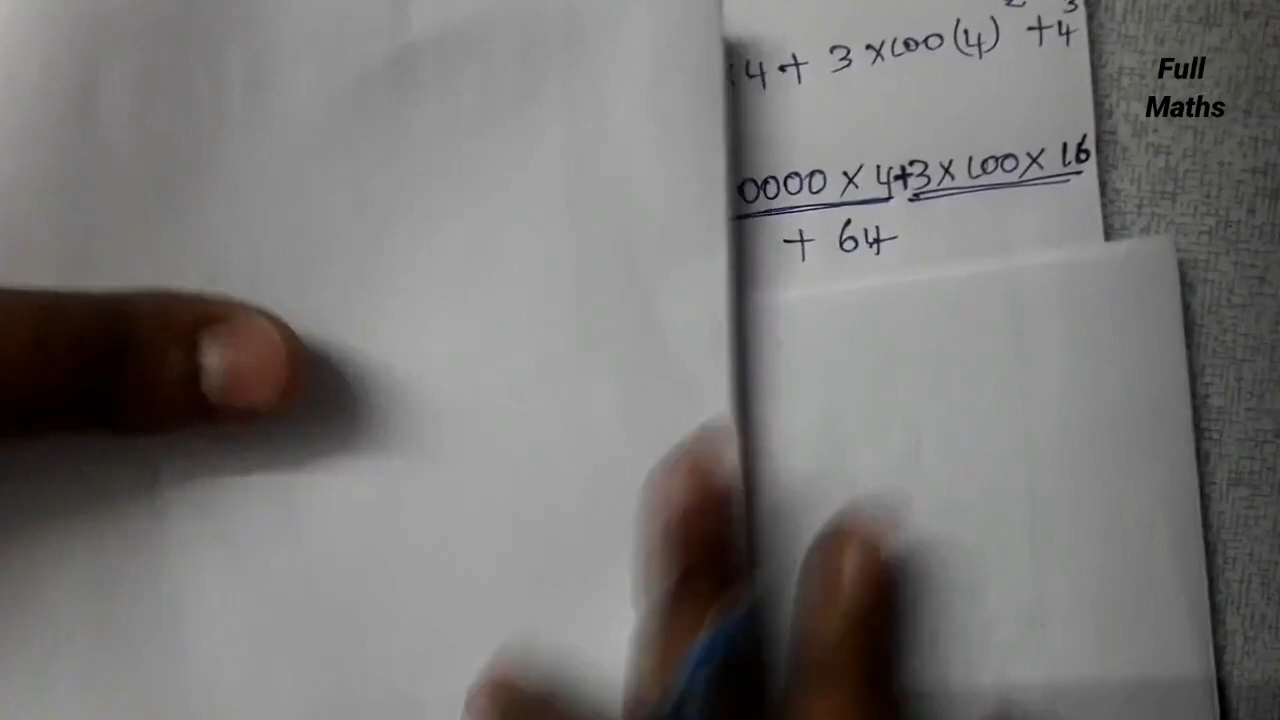 4 + 3 × 100 (4)² + 4³
0000 × 4 + 3 × 100 × 16
+ 64
Full
Maths